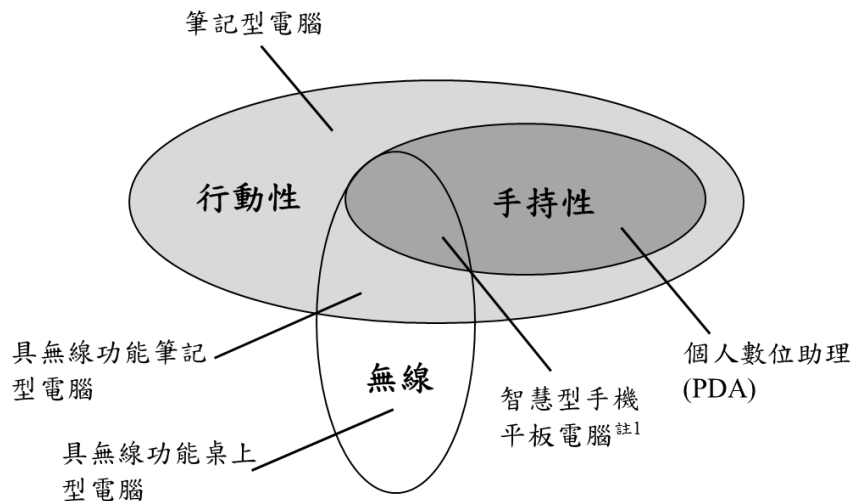 筆記型電腦
行動性
手持性
具無線功能筆記
型電腦
無線
個人數位助理
(PDA)
智慧型手機
平板電腦註1
具無線功能桌上
型電腦